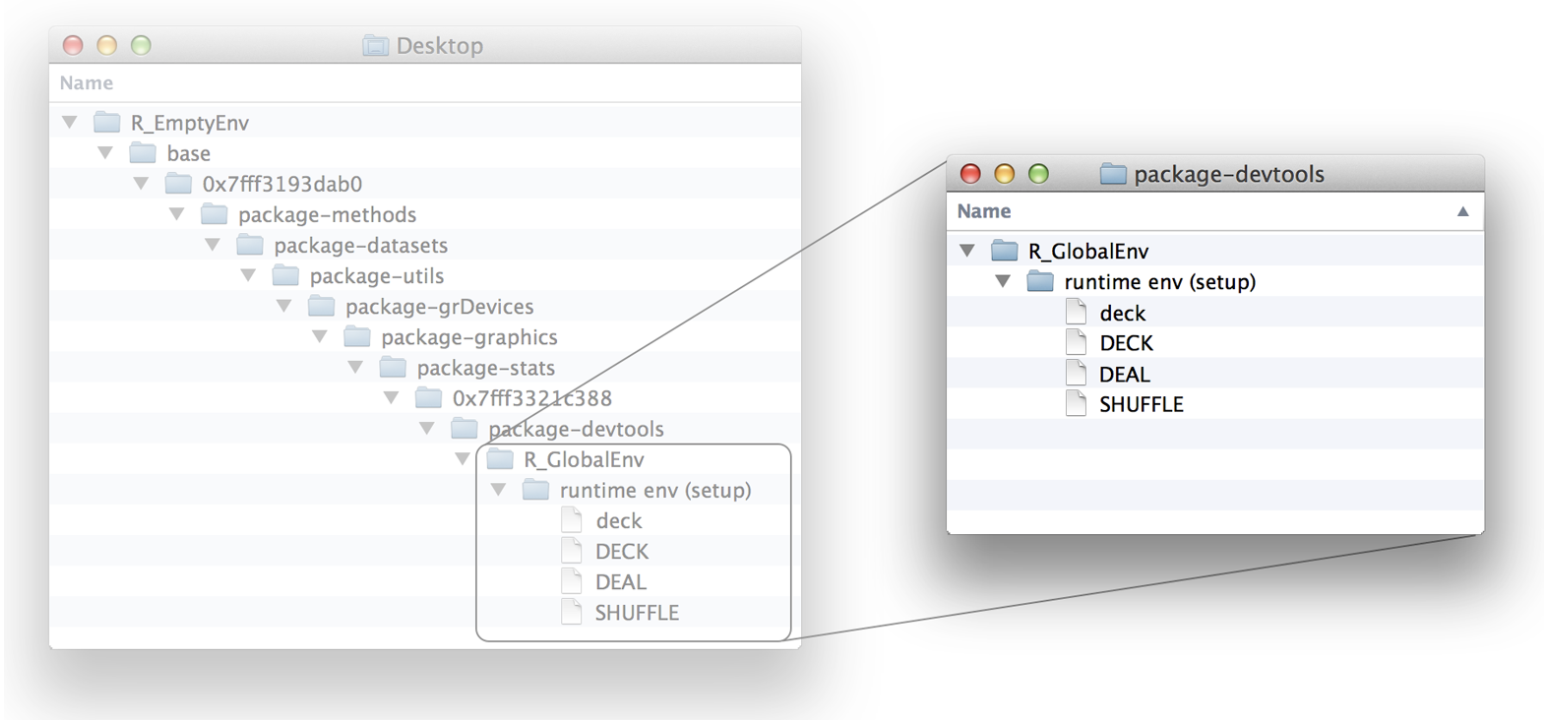 Desktop
Name
R_EmptyEnv
base
0x7fff3193dab0
package-methods
package-datasets
package-utils
package-grDevices
package-graphics
package-stats
0x7fff3321c388
package-devtools
R_GlobalEnv
runtime env (setup)
deck
DECK
DEAL
SHUFFLE
package-devtools
Name
R_GlobalEnv
runtime env (setup)
deck
DECK
DEAL
SHUFFLE